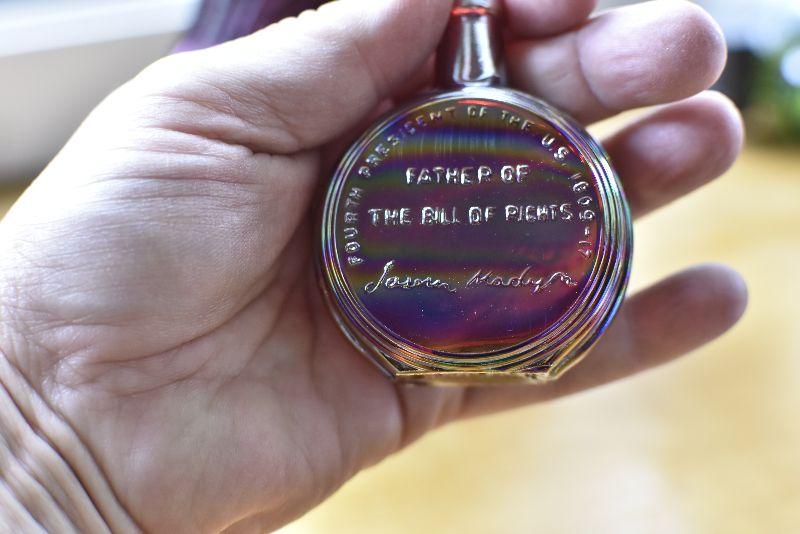 FOURTH PRESIDENT OF THE U.S. 1809-17
FATHER OF
THE BILL OF RIGHTS
James Madison